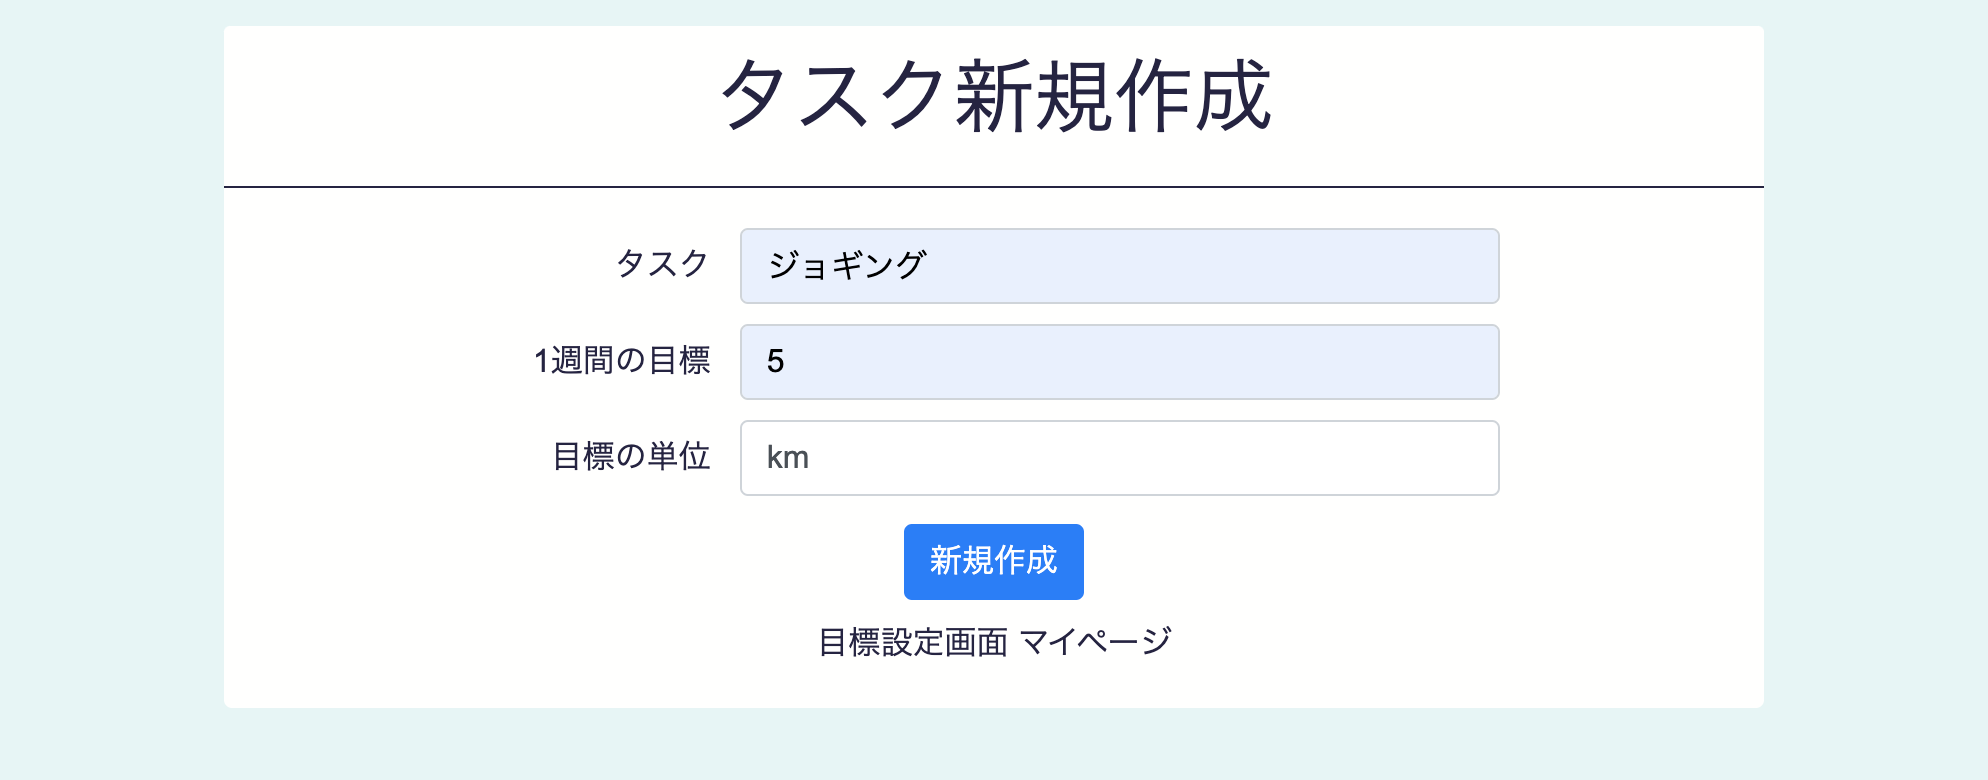 タスク新規作成
タスク ジョギング
1週間の目標 5
目標の単位 km
新規作成
目標設定画面 マイページ